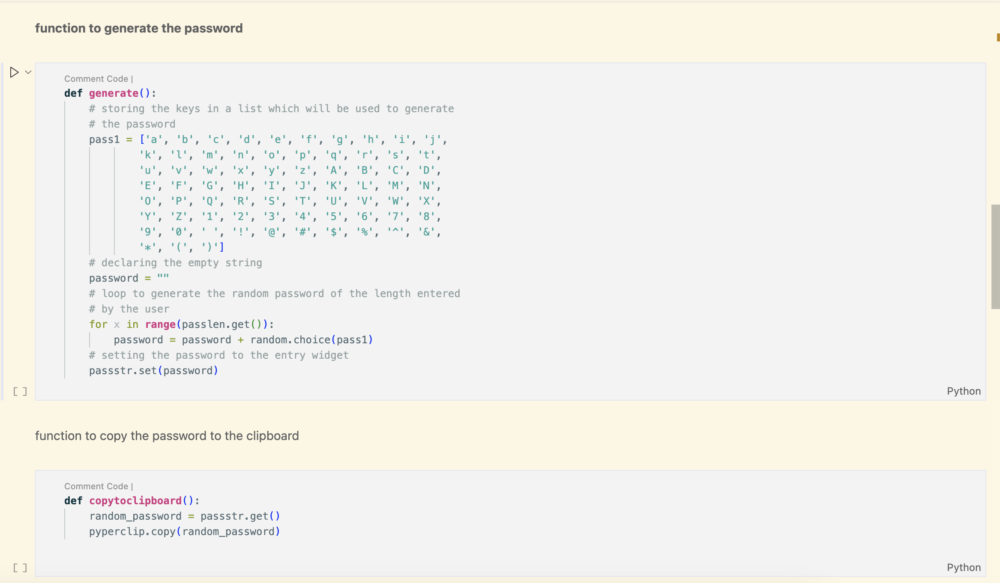 function to generate the password
Comment Code |
def generate():
    # storing the keys in a list which will be used to generate
    # the password
    pass1 = ['a', 'b', 'c', 'd', 'e', 'f', 'g', 'h', 'i', 'j',
            'k', 'l', 'm', 'n', 'o', 'p', 'q', 'r', 's', 't',
            'u', 'v', 'w', 'x', 'y', 'z', 'A', 'B', 'C', 'D',
            'E', 'F', 'G', 'H', 'I', 'J', 'K', 'L', 'M', 'N',
            'O', 'P', 'Q', 'R', 'S', 'T', 'U', 'V', 'W', 'X',
            'Y', 'Z', '1', '2', '3', '4', '5', '6', '7', '8',
            '9', '0', ' ', '!', '@', '#', '$', '%', '^', '&',
            '*', '(', ')']
    # declaring the empty string
    password = ""
    # loop to generate the random password of the length entered
    # by the user
    for x in range(passlen.get()):
        password = password + random.choice(pass1)
    # setting the password to the entry widget
    passstr.set(password)
[ ]
Python
function to copy the password to the clipboard
Comment Code |
def copytoclipboard():
    random_password = passstr.get()
    pyperclip.copy(random_password)
[ ]
Python